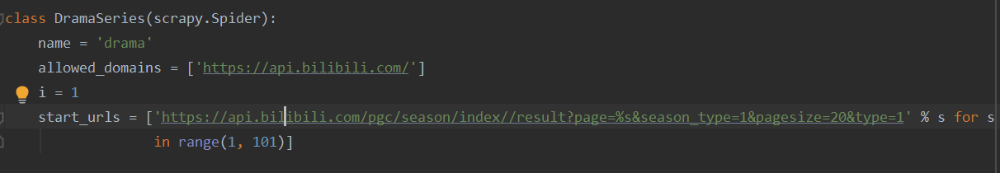 class DramaSeries(scrapy.Spider):
    name = 'drama'
    allowed_domains = ['https://api.bilibili.com/']
    i = 1
    start_urls = ['https://api.bilibili.com/pgc/season/index//result?page=%s&season_type=1&pagesize=20&type=1' % s for s
                  in range(1, 101)]